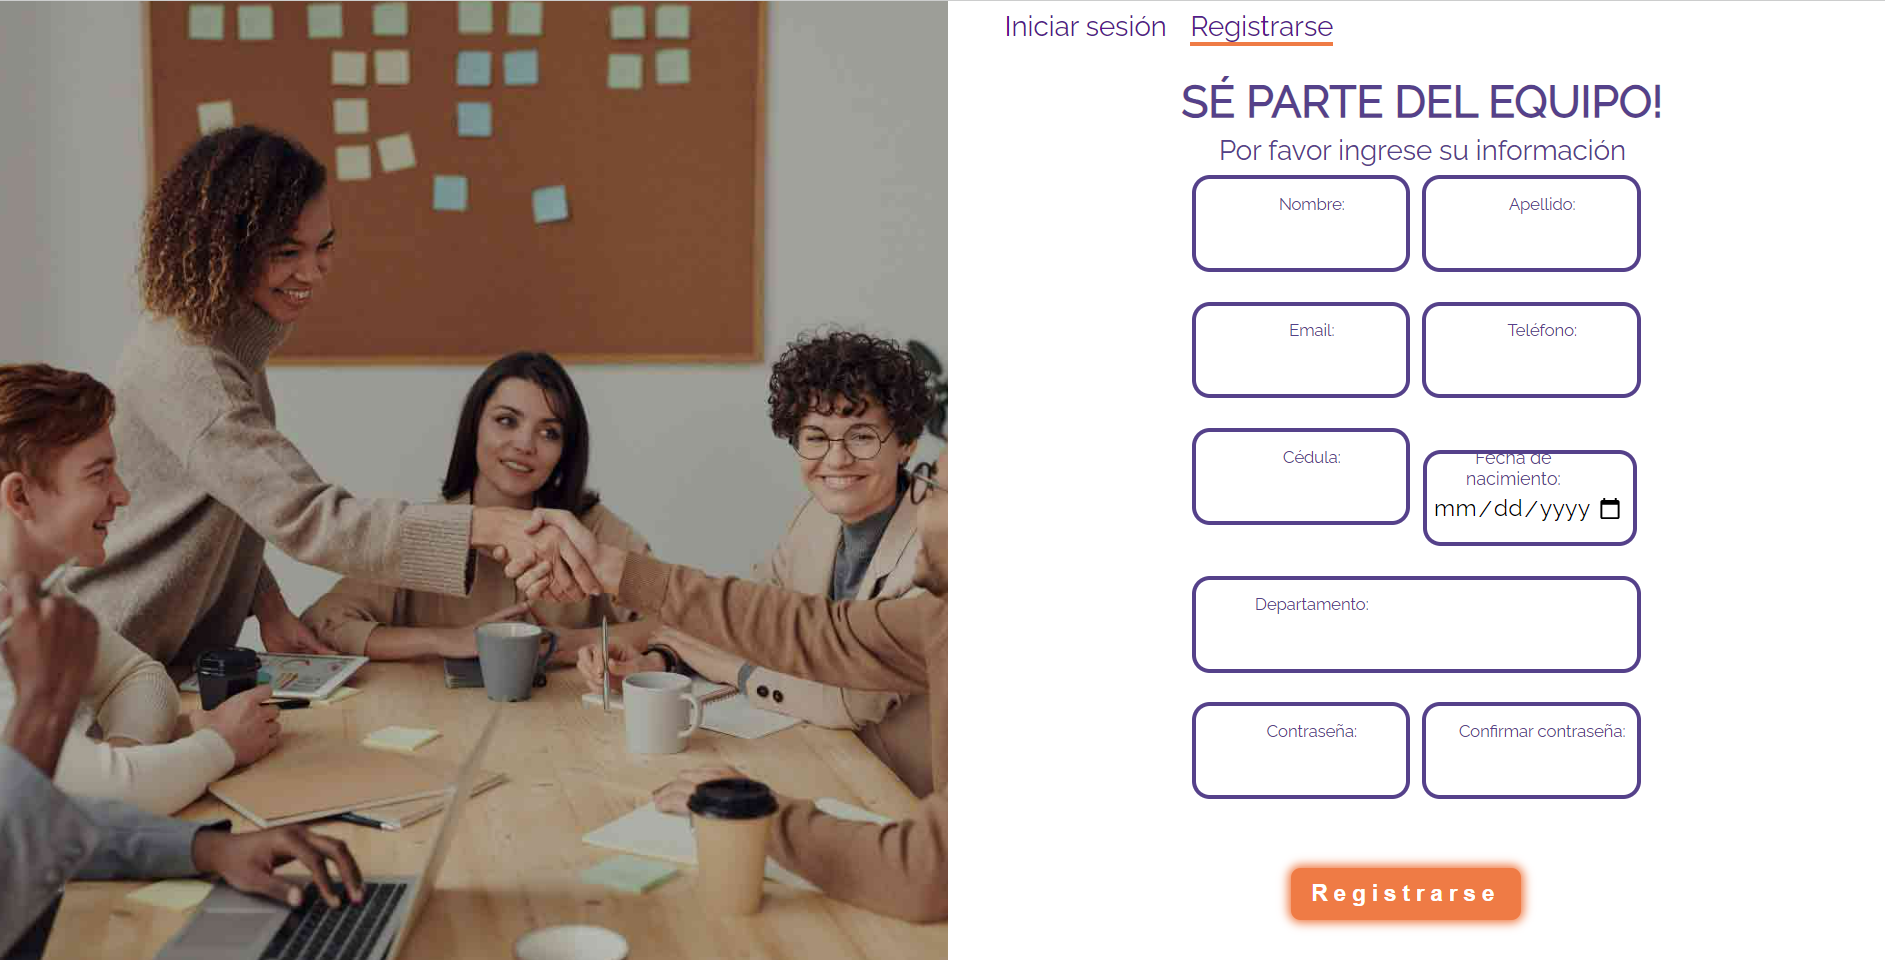 Iniciar sesión Registrarse
SÉ PARTE DEL EQUIPO!
Por favor ingrese su información
Nombre: Apellido:
Email: Teléfono:
Cédula: Fecha de
nacimiento:
mm/dd/yyyy
Departamento:
Contraseña: Confirmar contraseña:
Registrarse